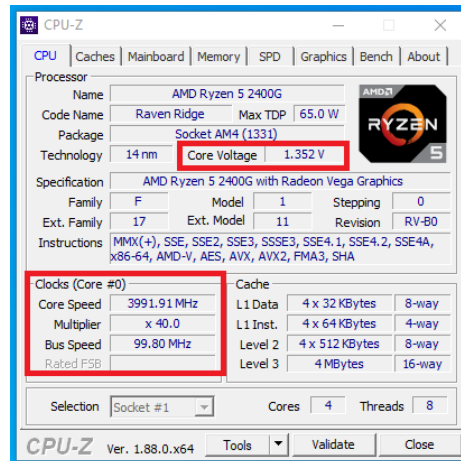 CPU-Z
CPU Caches Mainboard Memory SPD Graphics Bench About
Processor
Name AMD Ryzen 5 2400G
Code Name Raven Ridge Max TDP 65.0 W
Package Socket AM4 (1331)
Technology 14 nm Core Voltage 1.352 V
AMD
RYZEN
5
Specification AMD Ryzen 5 2400G with Radeon Vega Graphics
Family F Model 1 Stepping 0
Ext. Family 17 Ext. Model 11 Revision RV-B0
Instructions MMX(+), SSE, SSE2, SSE3, SSSE3, SSE4.1, SSE4.2, SSE4A,
x86-64, AMD-V, AES, AVX, AVX2, FMA3, SHA
Clocks (Core #0)
Core Speed 3991.91 MHz
Multiplier x 40.0
Bus Speed 99.80 MHz
Rated FSB
Cache
L1 Data 4 x 32 KBytes 8-way
L1 Inst. 4 x 64 KBytes 4-way
Level 2 4 x 512 KBytes 8-way
Level 3 4 MBytes 16-way
Selection Socket #1 Cores 4 Threads 8
CPU-Z Ver. 1.88.0.x64 Tools Validate Close